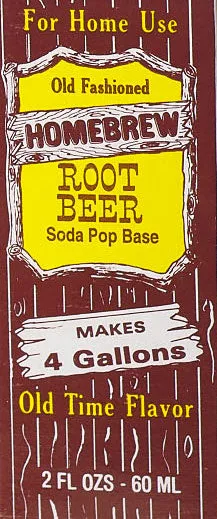 For Home Use
Old Fashioned
HOMEBREW
ROOT
BEER
Soda Pop Base
MAKES
4 Gallons
Old Time Flavor
2 FL OZS - 60 ML